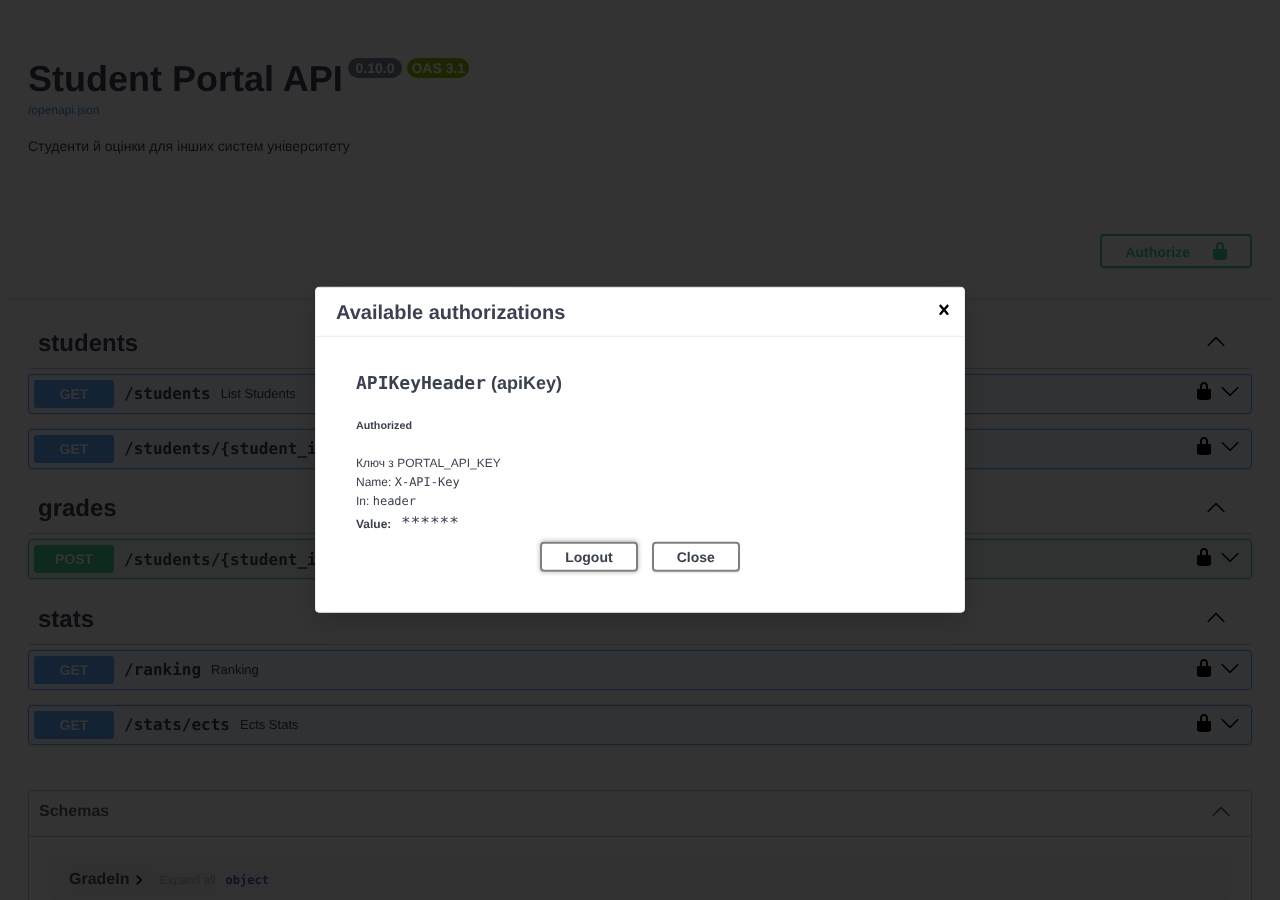 Student Portal API 0.10.0 OAS 3.1
/openapi.json
Студенти й оцінки для інших систем університету
Authorize
Available authorizations
APIKeyHeader (apiKey)
Authorized
Ключ з PORTAL_API_KEY
Name: X-API-Key
In: header
Value: ******
Logout Close
students
GET /students List Students
GET /students/{student_i
grades
POST /students/{student_i
stats
GET /ranking Ranking
GET /stats/ects Ects Stats
Schemas
GradeIn Expand all object